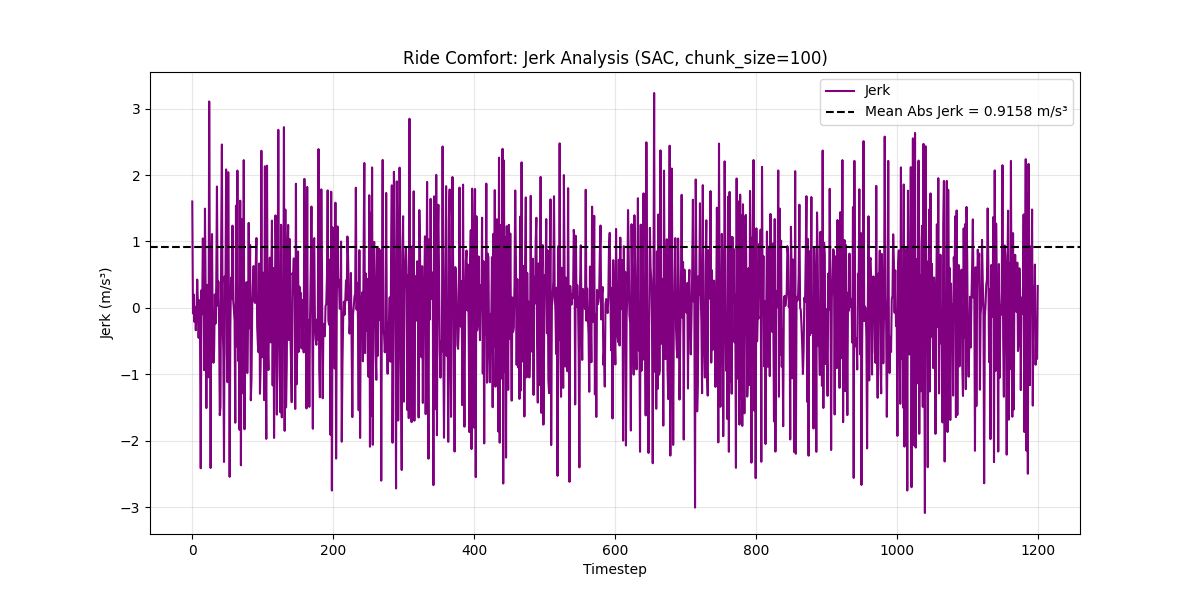 Ride Comfort: Jerk Analysis (SAC, chunk_size=100)
Jerk
Mean Abs Jerk = 0.9158 m/s³
Jerk (m/s³)
3
2
1
0
−1
−2
−3
0 200 400 600 800 1000 1200
Timestep